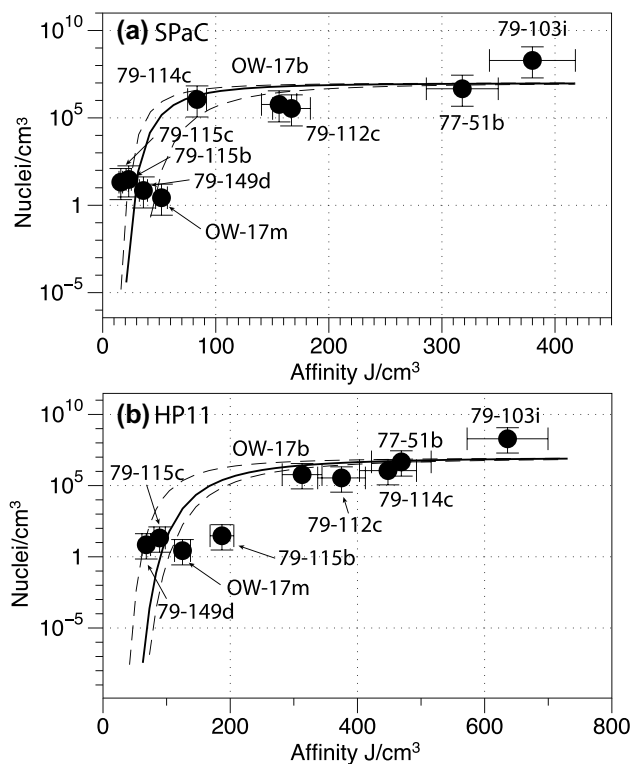 (a) SPaC
79-103i
OW-17b
79-114c
79-112c
77-51b
79-115c
79-115b
79-149d
OW-17m
10^10
10^5
1
10^-5
Nuclei/cm^3
0 100 200 300 400
Affinity J/cm^3
(b) HP11
79-103i
77-51b
OW-17b
79-115c
79-114c
79-112c
79-115b
OW-17m
79-149d
10^10
10^5
1
10^-5
Nuclei/cm^3
0 200 400 600 800
Affinity J/cm^3